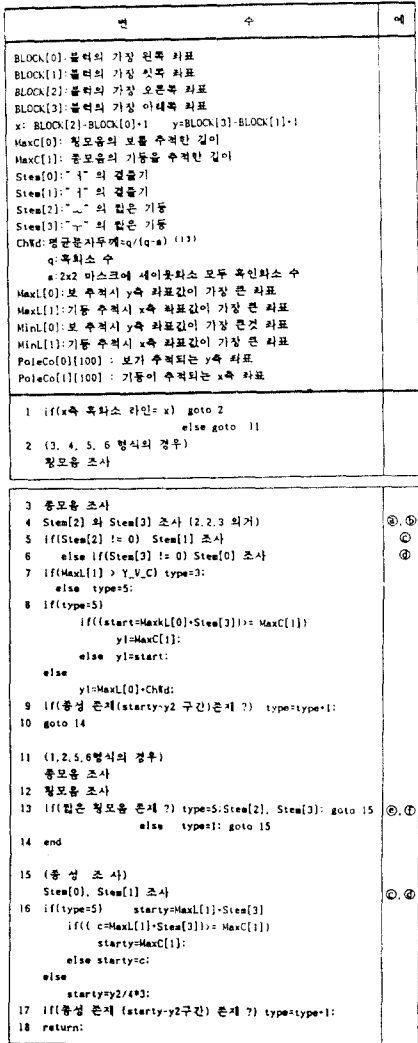 변 수 예
BLOCK[0]:블럭의 가장 왼쪽 좌표
BLOCK[1]:블럭의 가장 윗쪽 좌표
BLOCK[2]:블럭의 가장 오른쪽 좌표
BLOCK[3]:블럭의 가장 아래쪽 좌표
x: BLOCK[2]-BLOCK[0]+1 y=BLOCK[3]-BLOCK[1]+1
MaxC[0]: 횡모음의 보를 추적한 길이
MaxC[1]: 종모음의 기둥을 추적한 길이
Stem[0]:"ㅓ" 의 곁줄기
Stem[1]:"ㅏ" 의 곁줄기
Stem[2]:"ㅗ" 의 짧은 기둥
Stem[3]:"ㅜ" 의 짧은 기둥
ChWd:평균문자두께=q/(q-a) (13)
q:흑화소 수
a:2x2 마스크에 세이웃화소 모두 흑인화소 수
MaxL[0]:보 추적시 y축 좌표값이 가장 큰 좌표
MaxL[1]:기둥 추적시 x축 좌표값이 가장 큰 좌표
MinL[0]:보 추적시 y축 좌표값이 가장 큰것 좌표
MinL[1]:기둥 추적시 x축 좌표값이 가장 큰 좌표
PoleCo[0][100] : 보가 추적되는 y축 좌표
PoleCo[1][100] : 기둥이 추적되는 x축 좌표
1 if(x축 흑화소 라인= x) goto 2
else goto 11
2 (3, 4, 5, 6 형식의 경우)
횡모음 조사
3 종모음 조사
4 Stem[2] 와 Stem[3] 조사 (2.2.3 의거) ⓐ, ⓑ
5 if(Stem[2] != 0) Stem[1] 조사 ⓒ
6 else if(Stem[3] != 0) Stem[0] 조사 ⓓ
7 if(MaxL[1] > Y_V_C) type=3;
else type=5;
8 if(type=5)
if((start=MaxkL[0]+Stem[3])>= MaxC[1])
y1=MaxC[1];
else y1=start;
else
y1=MaxL[0]+ChWd;
9 if(종성 존재(starty-y2 구간)존재 ?) type=type+1;
10 goto 14
11 (1,2,5,6형식의 경우)
종모음 조사
12 횡모음 조사
13 if(짧은 횡모음 존재 ?) type=5;Stem[2], Stem[3]; goto 15 ⓔ, ⓕ
else type=1; goto 15
14 end
15 (종 성 조 사)
Stem[0], Stem[1] 조사 ⓒ, ⓓ
16 if(type=5) starty=MaxL[1]+Stem[3]
if(( c=MaxL[1]+Stem[3])>= MaxC[1])
starty=MaxC[1];
else starty=c;
else
starty=y2/4*3;
17 if(종성 존재 (starty-y2구간) 존재 ?) type=type+1;
18 return;